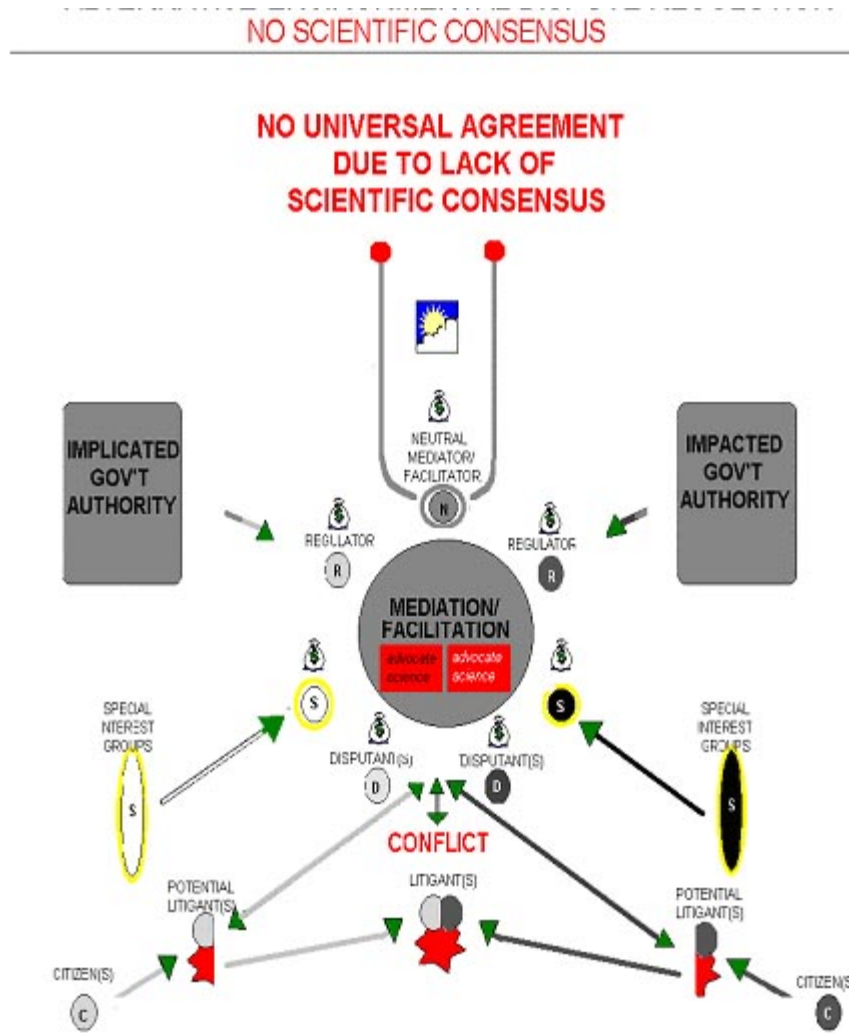 NO SCIENTIFIC CONSENSUS
NO UNIVERSAL AGREEMENT
DUE TO LACK OF
SCIENTIFIC CONSENSUS
$
NEUTRAL
MEDIATOR/
FACILITATOR
N
IMPLICATED
GOV'T
AUTHORITY
IMPACTED
GOV'T
AUTHORITY
$
REGULATOR
R
$
REGULATOR
R
MEDIATION/
FACILITATION
advocate
science
advocate
science
$
S
$
S
SPECIAL
INTEREST
GROUPS
S
SPECIAL
INTEREST
GROUPS
S
$
DISPUTANT(S)
D
$
DISPUTANT(S)
D
CONFLICT
LITIGANT(S)
POTENTIAL
LITIGANT(S)
POTENTIAL
LITIGANT(S)
CITIZEN(S)
C
CITIZEN(S
C